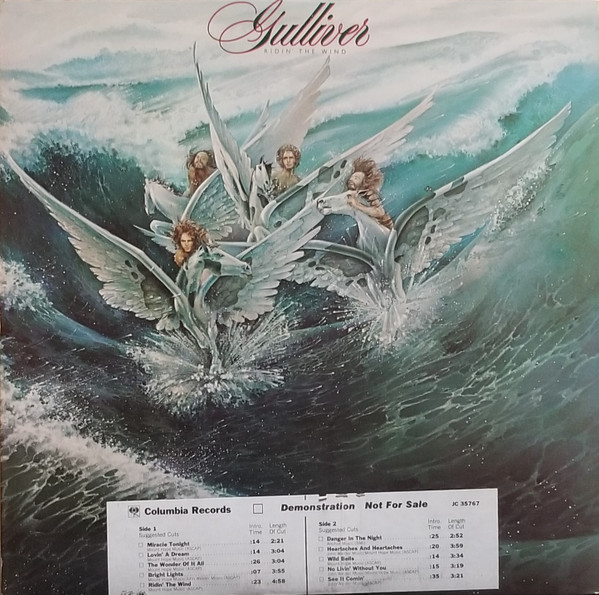 Gulliver
RIDIN' THE WIND
Columbia Records Demonstration Not For Sale JC 35767
Side 1 Intro. Time Length Of Cut
Suggested Cuts
Miracle Tonight :14 2:21
Lovin' A Dream :14 3:04
The Wonder Of It All :26 3:04
Bright Lights :07 3:55
Ridin' The Wind :23 4:58
Side 2 Intro. Time Length Of Cut
Suggested Cuts
Danger In The Night :25 2:52
Heartaches And Heartaches :20 3:59
Wild Bells :14 3:34
No Livin' Without You :15 3:19
See It Comin' :35 3:21